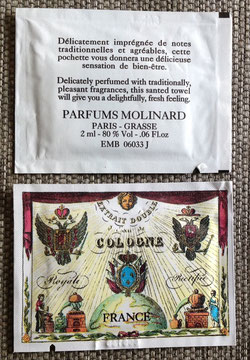 Délicatement imprégnée de notes
traditionnelles et agréables, cette
pochette vous donnera une délicieuse
sensation de bien-être.
Delicately perfumed with traditionally,
pleasant fragrances, this santed towel
will give you a delightfully, fresh feeling.
PARFUMS MOLINARD
PARIS - GRASSE
2 ml - 80 % Vol - .06 Fl.oz
EMB 06033 J
EXTRAIT DOUBLE
COLOGNE
Royale
Rectifiée
FRANCE